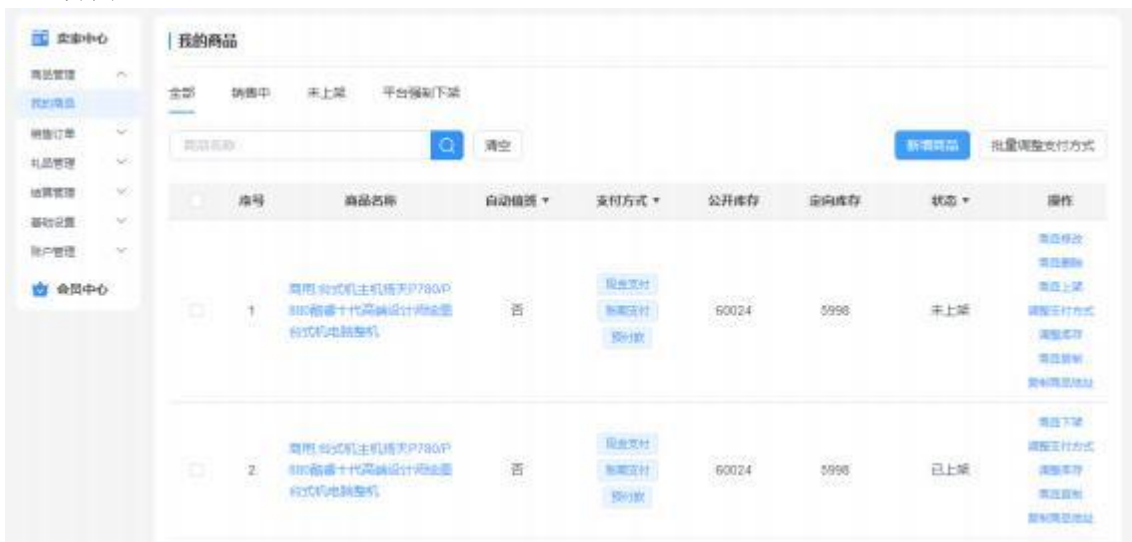 卖家中心
商品管理
我的商品
销售订单
礼品管理
结算管理
基础设置
账户管理
会员中心
我的商品
全部 销售中 未上架 平台强制下架
商品名称 清空 新增商品 批量调整支付方式
序号 商品名称 自动值班 支付方式 公开库存 定向库存 状态 操作
1
商用 台式机主机扬天P780/P
880酷睿十代高端设计师绘图
台式机电脑整机
否
现金支付
账期支付
预付款
60024
5998
未上架
商品修改
商品删除
商品上架
调整支付方式
调整库存
商品复制
复制商品地址
2
商用 台式机主机扬天P780/P
880酷睿十代高端设计师绘图
台式机电脑整机
否
现金支付
账期支付
预付款
60024
5998
已上架
商品下架
调整支付方式
调整库存
商品复制
复制商品地址